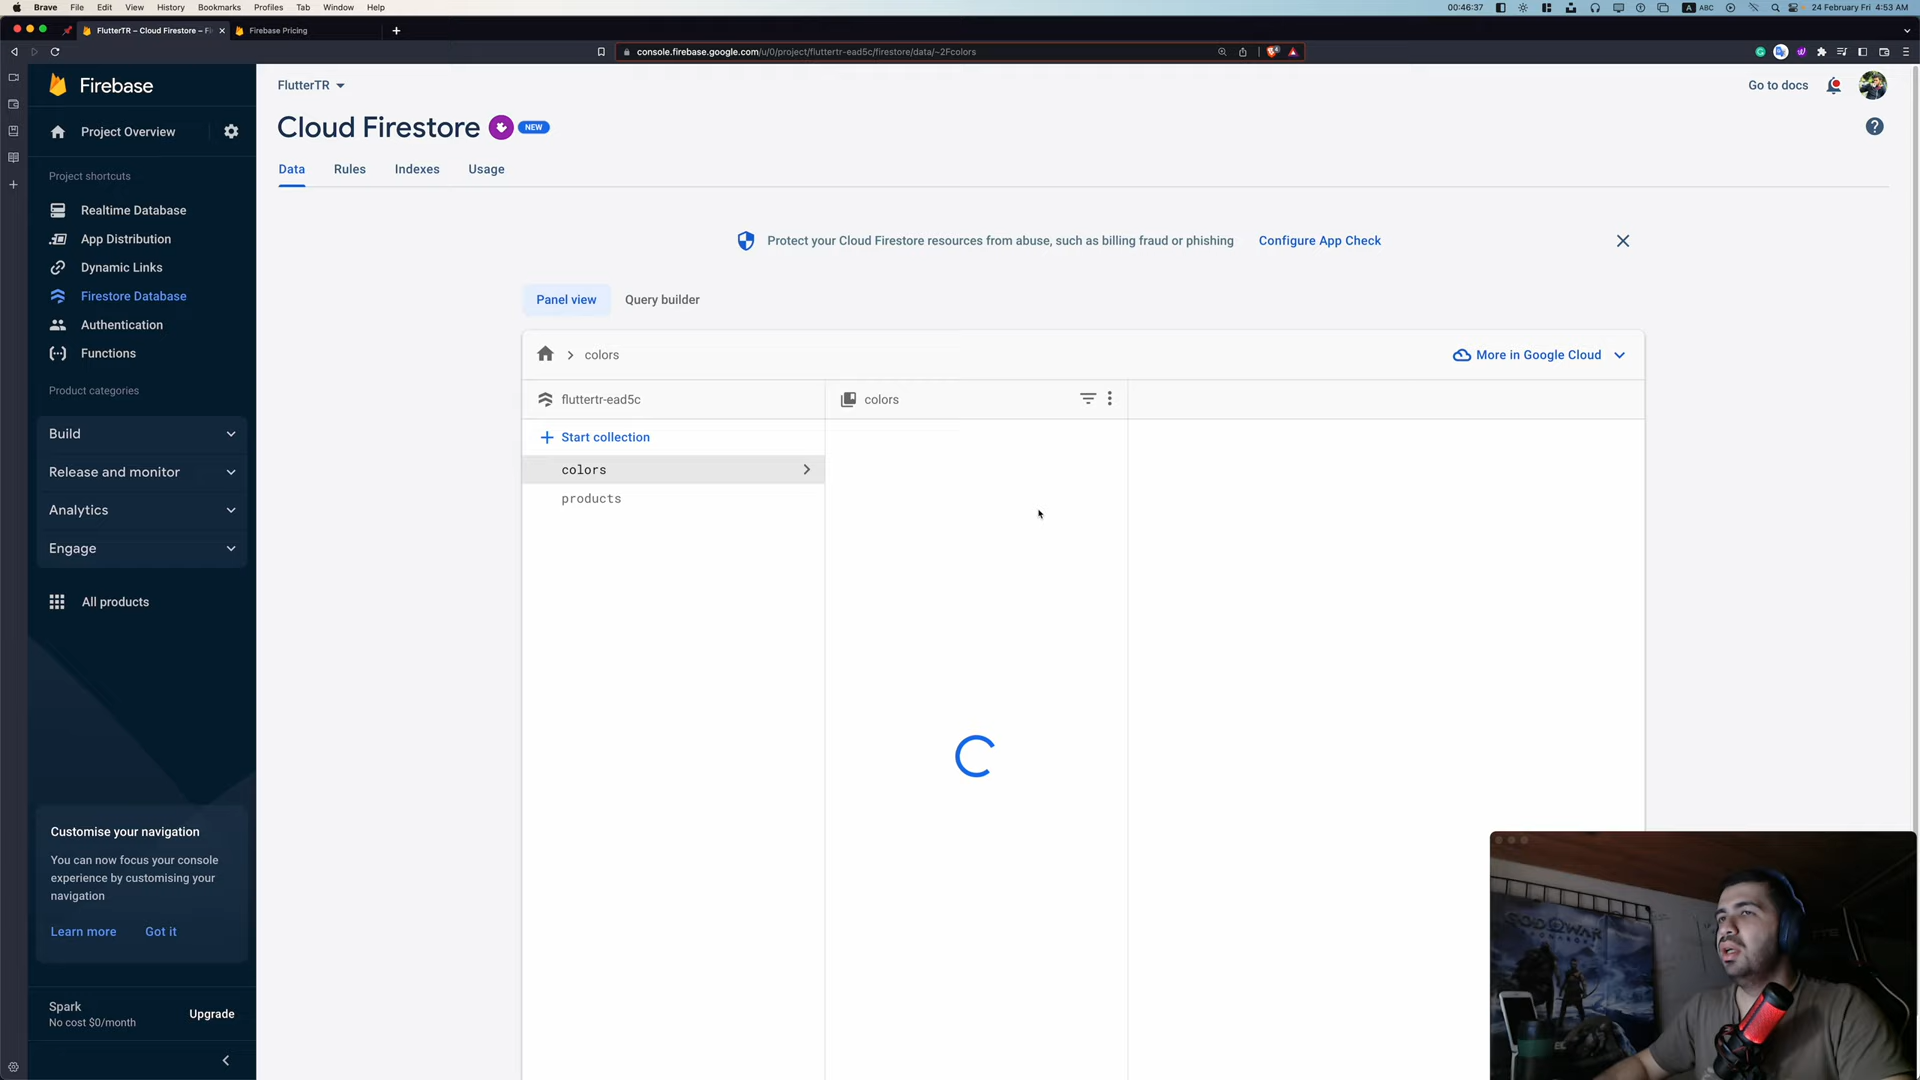 Brave File Edit View History Bookmarks Profiles Tab Window Help
00:46:37 A ABC 24 February Fri 4:53 AM
FlutterTR – Cloud Firestore – Fi
Firebase Pricing
console.firebase.google.com/u/0/project/fluttertr-ead5c/firestore/data/~2Fcolors
Firebase
Project Overview
Project shortcuts
Realtime Database
App Distribution
Dynamic Links
Firestore Database
Authentication
Functions
Product categories
Build
Release and monitor
Analytics
Engage
All products
Customise your navigation
You can now focus your console
experience by customising your
navigation
Learn more Got it
Spark
No cost $0/month
Upgrade
FlutterTR
Go to docs
Cloud Firestore NEW
Data Rules Indexes Usage
Protect your Cloud Firestore resources from abuse, such as billing fraud or phishing Configure App Check
Panel view Query builder
colors
More in Google Cloud
fluttertr-ead5c
colors
Start collection
colors
products
GOD OF WAR